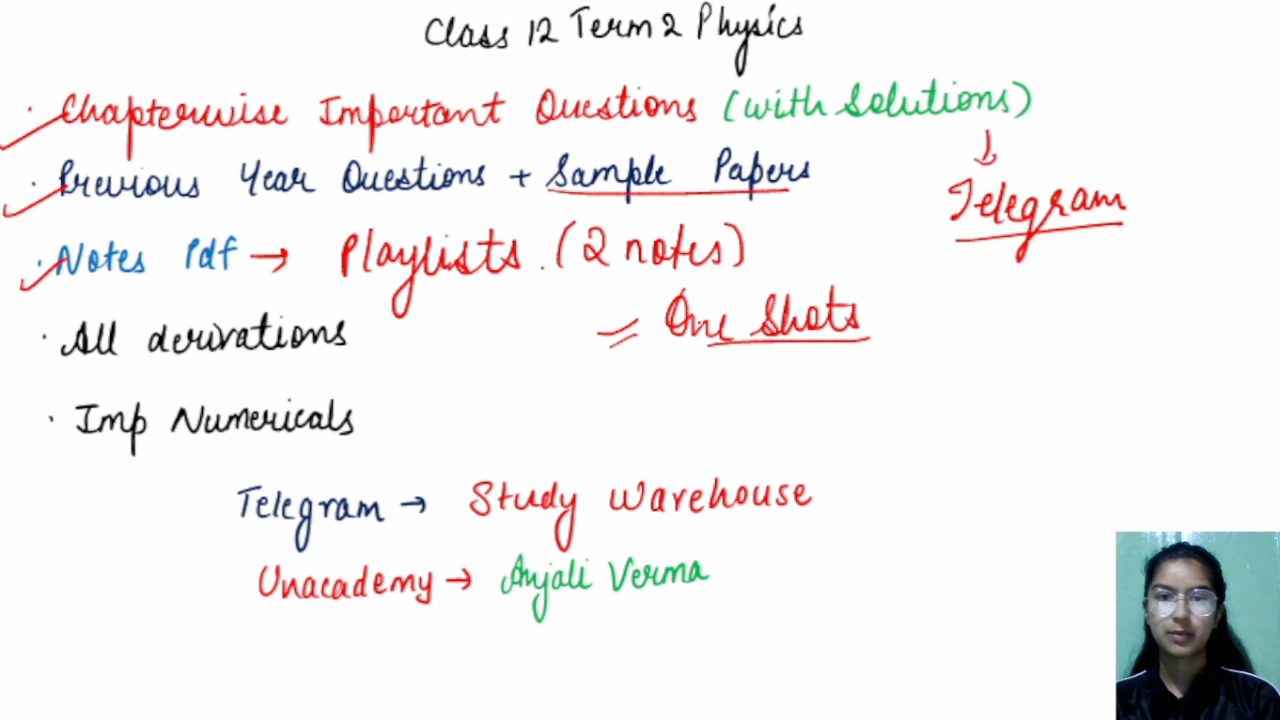 Class 12 Term 2 Physics
· Chapterwise Important Questions (with Solutions)
↓
Telegram
· Previous Year Questions + Sample Papers
· Notes Pdf → Playlists. (2 notes)
= One Shots
· All derivations
· Imp Numericals
Telegram → Study Warehouse
Unacademy → Anjali Verma